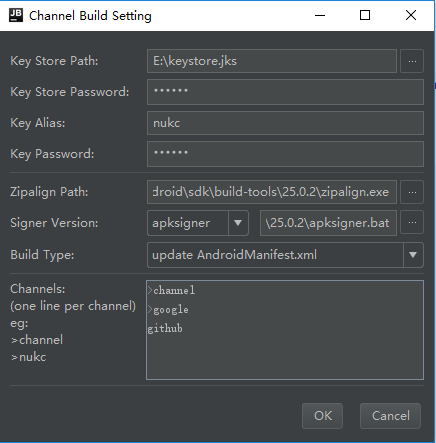 JB Channel Build Setting
Key Store Path: E:\keystore.jks ...
Key Store Password: ••••••
Key Alias: nukc
Key Password: ••••••
Zipalign Path: droid\sdk\build-tools\25.0.2\zipalign.exe ...
Signer Version: apksigner \25.0.2\apksigner.bat ...
Build Type: update AndroidManifest.xml
Channels:
(one line per channel)
eg:
>channel
>nukc
>channel
>google
github
OK Cancel